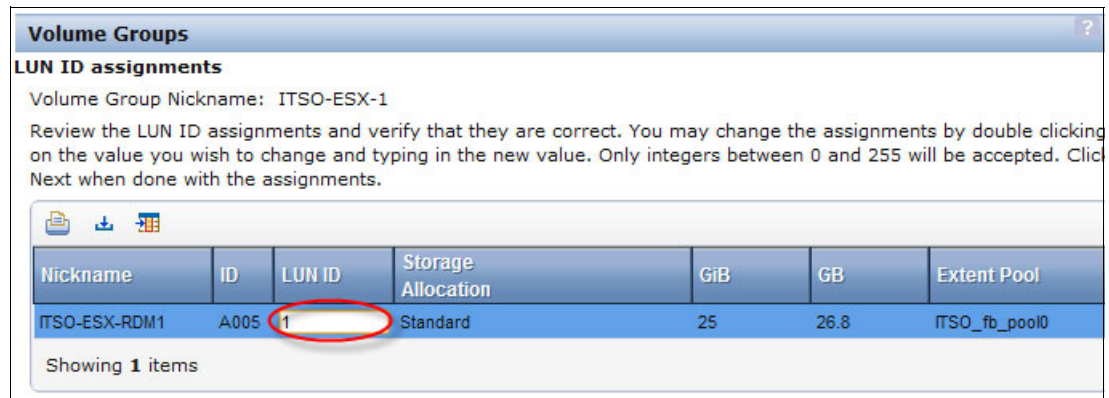 Volume Groups
?
LUN ID assignments
Volume Group Nickname: ITSO-ESX-1
Review the LUN ID assignments and verify that they are correct. You may change the assignments by double clicking
on the value you wish to change and typing in the new value. Only integers between 0 and 255 will be accepted. Click
Next when done with the assignments.
Nickname ID LUN ID Storage Allocation GiB GB Extent Pool
ITSO-ESX-RDM1 A005 1 Standard 25 26.8 ITSO_fb_pool0
Showing 1 items